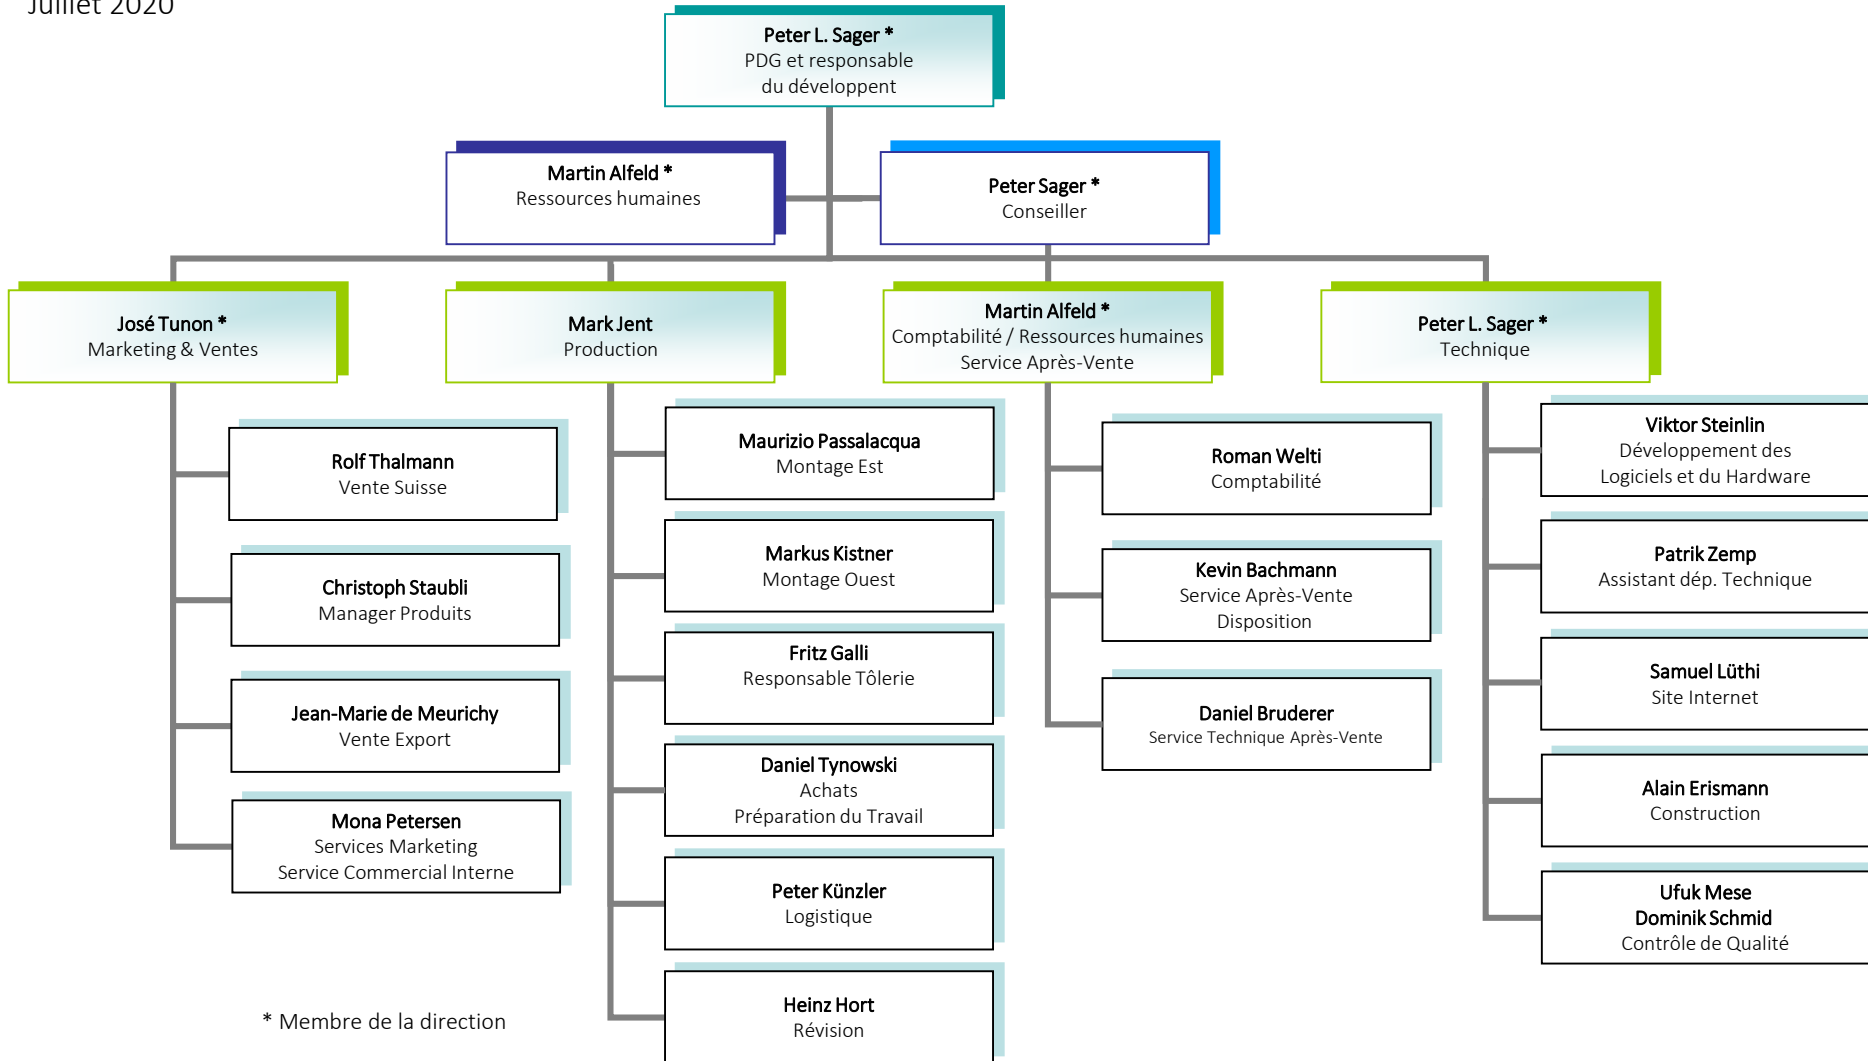 Juillet 2020
Peter L. Sager *
PDG et responsable
du développent
Martin Alfeld *
Ressources humaines
Peter Sager *
Conseiller
José Tunon *
Marketing & Ventes
Mark Jent
Production
Martin Alfeld *
Comptabilité / Ressources humaines
Service Après-Vente
Peter L. Sager *
Technique
Rolf Thalmann
Vente Suisse
Christoph Staubli
Manager Produits
Jean-Marie de Meurichy
Vente Export
Mona Petersen
Services Marketing
Service Commercial Interne
Maurizio Passalacqua
Montage Est
Markus Kistner
Montage Ouest
Fritz Galli
Responsable Tôlerie
Daniel Tynowski
Achats
Préparation du Travail
Peter Künzler
Logistique
Heinz Hort
Révision
Roman Welti
Comptabilité
Kevin Bachmann
Service Après-Vente
Disposition
Daniel Bruderer
Service Technique Après-Vente
Viktor Steinlin
Développement des
Logiciels et du Hardware
Patrik Zemp
Assistant dép. Technique
Samuel Lüthi
Site Internet
Alain Erismann
Construction
Ufuk Mese
Dominik Schmid
Contrôle de Qualité
* Membre de la direction